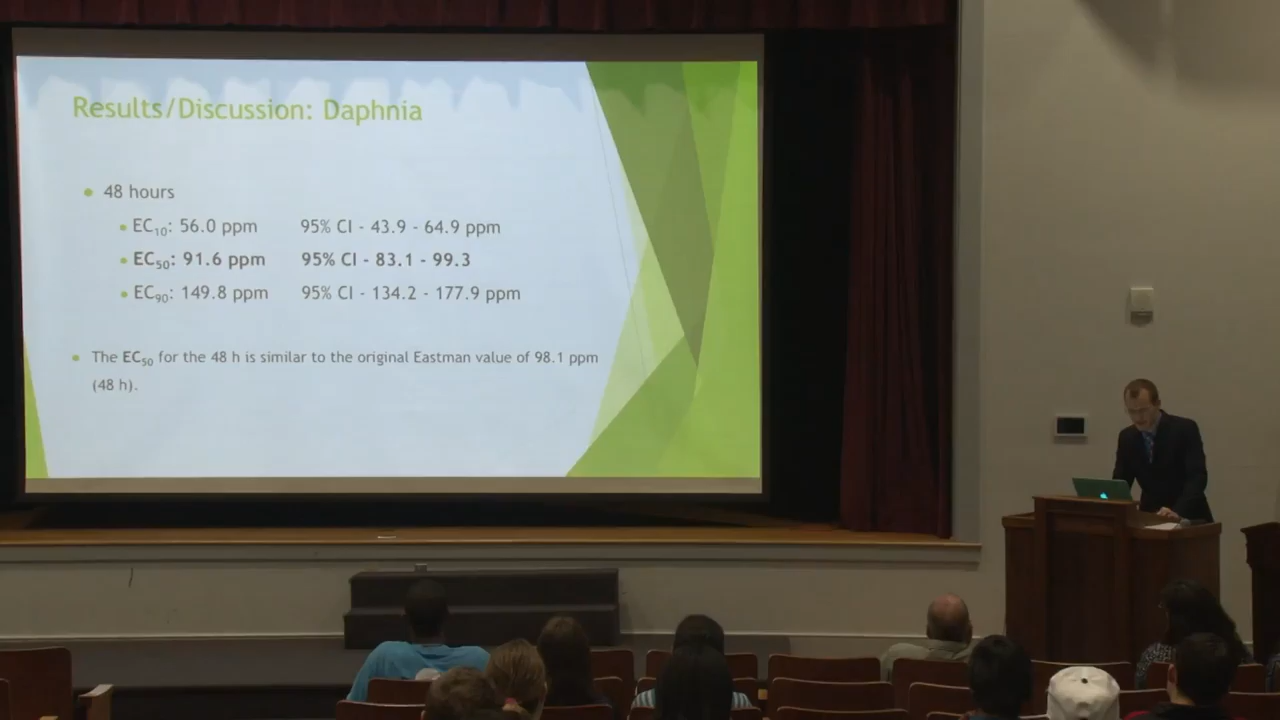 Results/Discussion: Daphnia
48 hours
EC10: 56.0 ppm 95% CI - 43.9 - 64.9 ppm
EC50: 91.6 ppm 95% CI - 83.1 - 99.3
EC90: 149.8 ppm 95% CI - 134.2 - 177.9 ppm
The EC50 for the 48 h is similar to the original Eastman value of 98.1 ppm
(48 h).